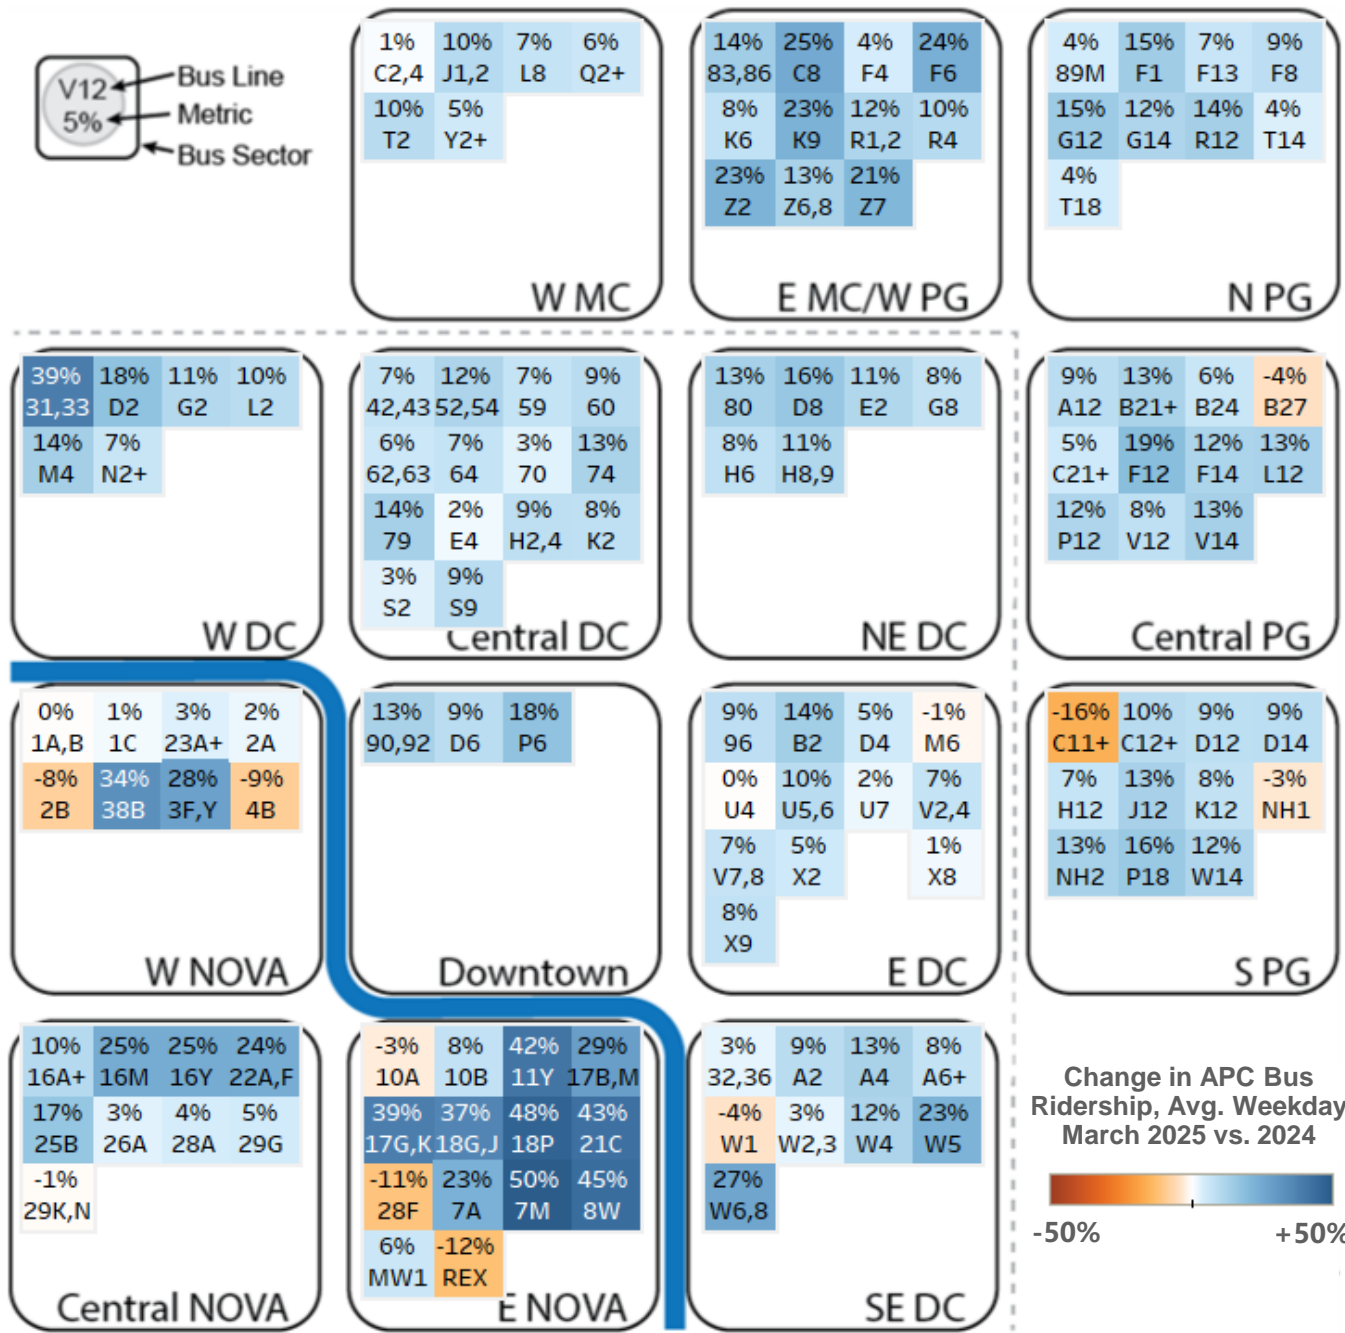 V12
5%
Bus Line
Metric
Bus Sector
1% 10% 7% 6%
C2,4 J1,2 L8 Q2+
10% 5%
T2 Y2+
W MC
14% 25% 4% 24%
83,86 C8 F4 F6
8% 23% 12% 10%
K6 K9 R1,2 R4
23% 13% 21%
Z2 Z6,8 Z7
E MC/W PG
4% 15% 7% 9%
89M F1 F13 F8
15% 12% 14% 4%
G12 G14 R12 T14
4%
T18
N PG
39% 18% 11% 10%
31,33 D2 G2 L2
14% 7%
M4 N2+
W DC
7% 12% 7% 9%
42,43 52,54 59 60
6% 7% 3% 13%
62,63 64 70 74
14% 2% 9% 8%
79 E4 H2,4 K2
3% 9%
S2 S9
Central DC
13% 16% 11% 8%
80 D8 E2 G8
8% 11%
H6 H8,9
NE DC
9% 13% 6% -4%
A12 B21+ B24 B27
5% 19% 12% 13%
C21+ F12 F14 L12
12% 8% 13%
P12 V12 V14
Central PG
0% 1% 3% 2%
1A,B 1C 23A+ 2A
-8% 34% 28% -9%
2B 38B 3F,Y 4B
W NOVA
13% 9% 18%
90,92 D6 P6
Downtown
9% 14% 5% -1%
96 B2 D4 M6
0% 10% 2% 7%
U4 U5,6 U7 V2,4
7% 5% 1%
V7,8 X2 X8
8%
X9
E DC
-16% 10% 9% 9%
C11+ C12+ D12 D14
7% 13% 8% -3%
H12 J12 K12 NH1
13% 16% 12%
NH2 P18 W14
S PG
10% 25% 25% 24%
16A+ 16M 16Y 22A,F
17% 3% 4% 5%
25B 26A 28A 29G
-1%
29K,N
Central NOVA
-3% 8% 42% 29%
10A 10B 11Y 17B,M
39% 37% 48% 43%
17G,K 18G,J 18P 21C
-11% 23% 50% 45%
28F 7A 7M 8W
6% -12%
MW1 REX
E NOVA
3% 9% 13% 8%
32,36 A2 A4 A6+
-4% 3% 12% 23%
W1 W2,3 W4 W5
27%
W6,8
SE DC
Change in APC Bus
Ridership, Avg. Weekday
March 2025 vs. 2024
-50% +50%